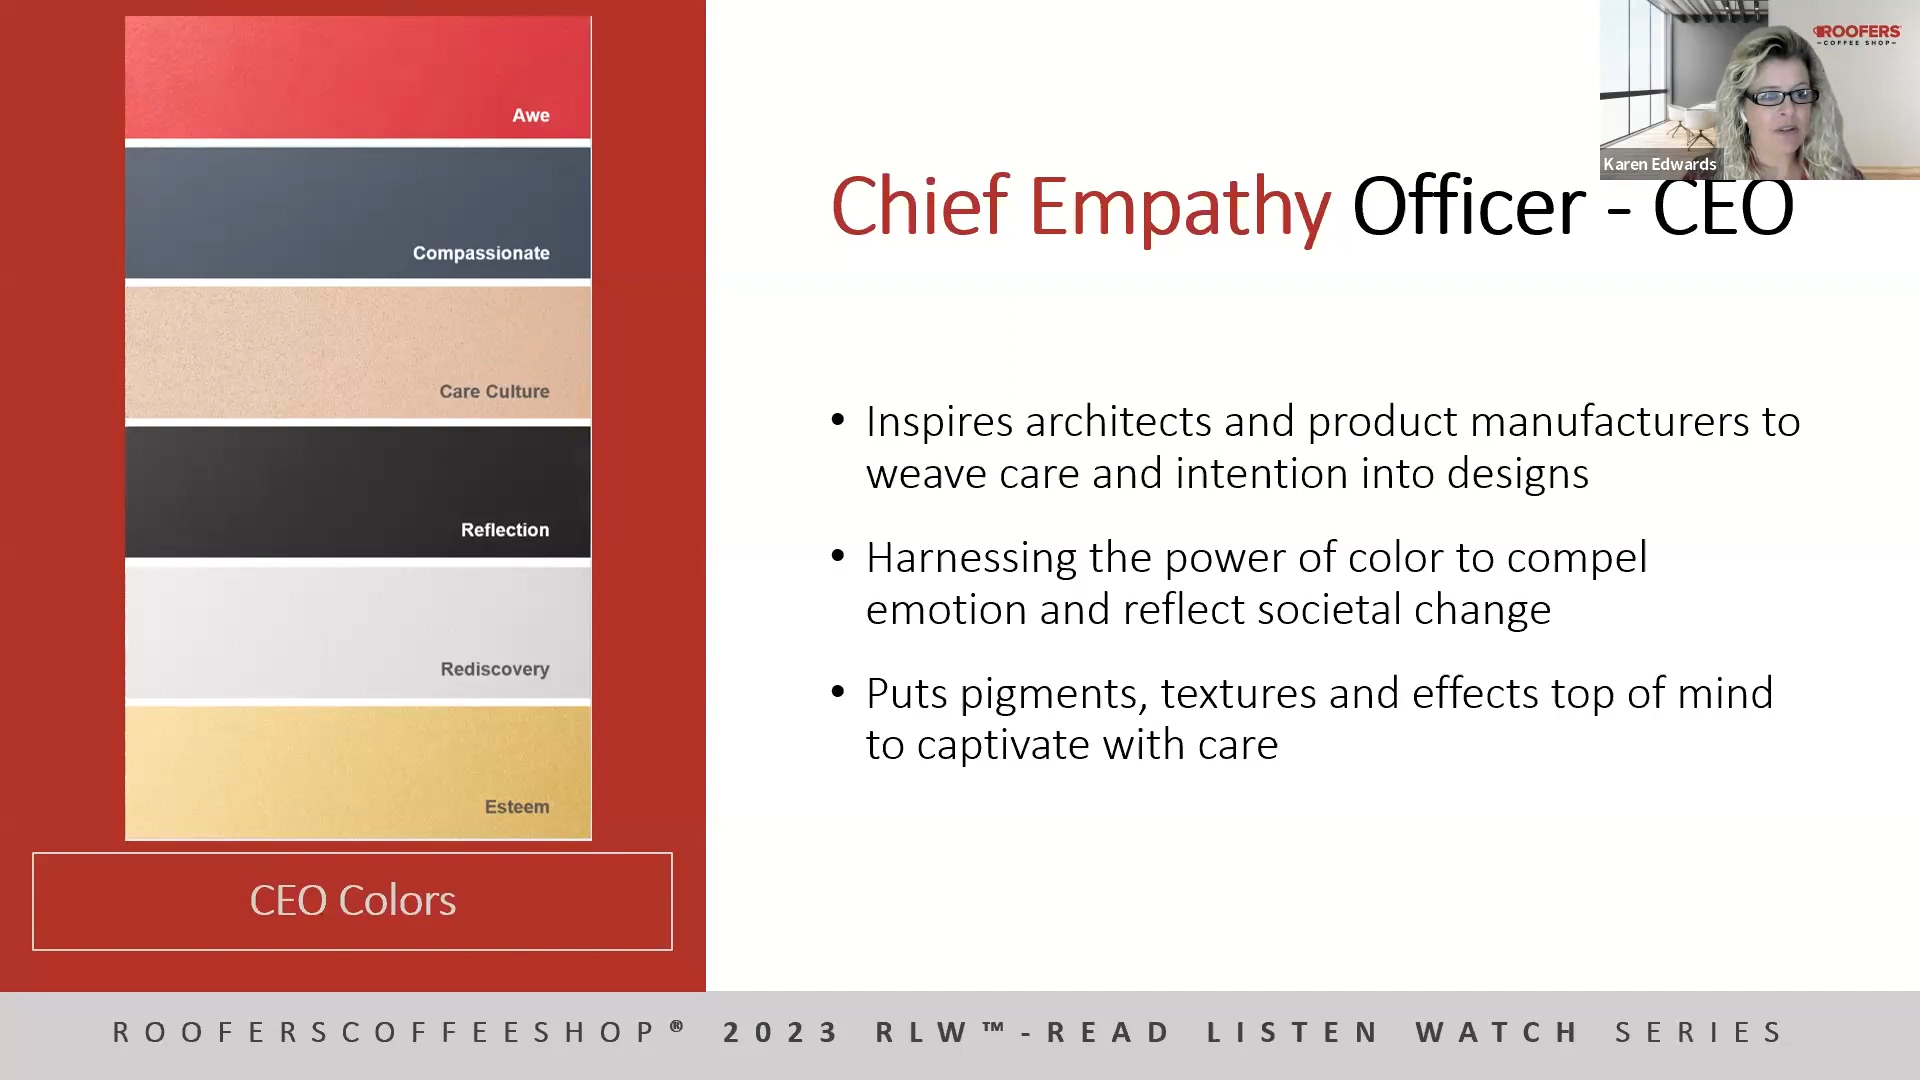 Awe
Compassionate
Care Culture
Reflection
Rediscovery
Esteem
CEO Colors
Chief Empathy Officer - CEO
• Inspires architects and product manufacturers to
weave care and intention into designs
• Harnessing the power of color to compel
emotion and reflect societal change
• Puts pigments, textures and effects top of mind
to captivate with care
ROOFERS
-COFFEE SHOP-
Karen Edwards
ROOFERSCOFFEESHOP® 2023 RLW™-READ LISTEN WATCH SERIES